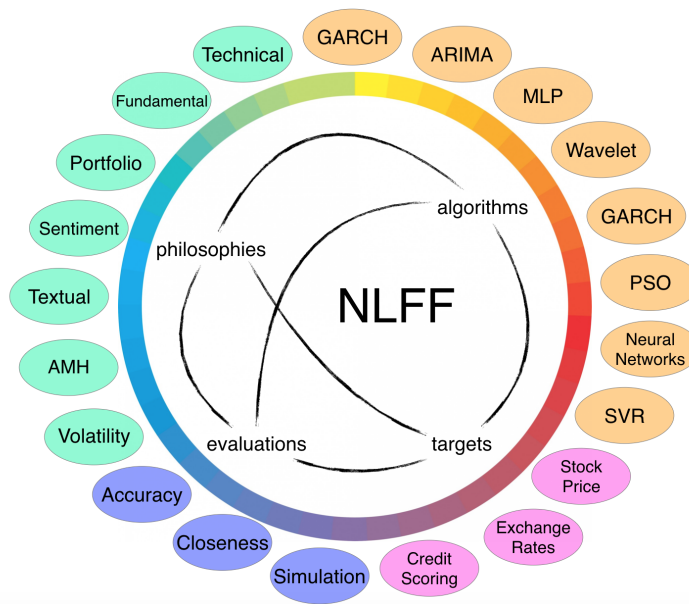 GARCH
ARIMA
MLP
Wavelet
GARCH
PSO
Neural
Networks
SVR
Stock
Price
Exchange
Rates
Credit
Scoring
Simulation
Closeness
Accuracy
Volatility
AMH
Textual
Sentiment
Portfolio
Fundamental
Technical
algorithms
philosophies
NLFF
evaluations
targets